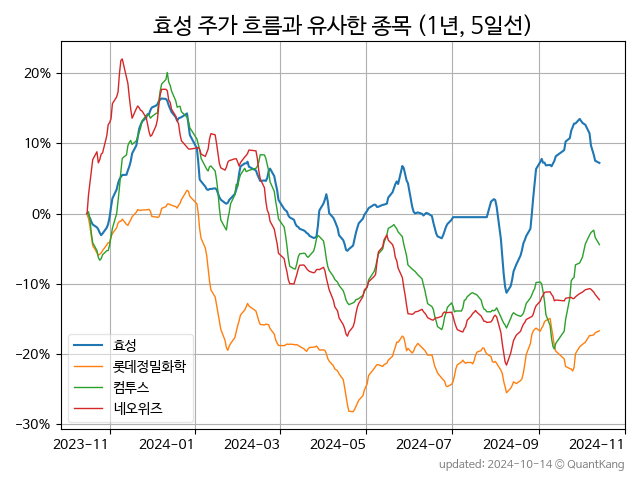 효성 주가 흐름과 유사한 종목 (1년, 5일선)
20%
10%
0%
−10%
−20%
−30%
효성
롯데정밀화학
컴투스
네오위즈
2023-11 2024-01 2024-03 2024-05 2024-07 2024-09 2024-11
updated: 2024-10-14 © QuantKang